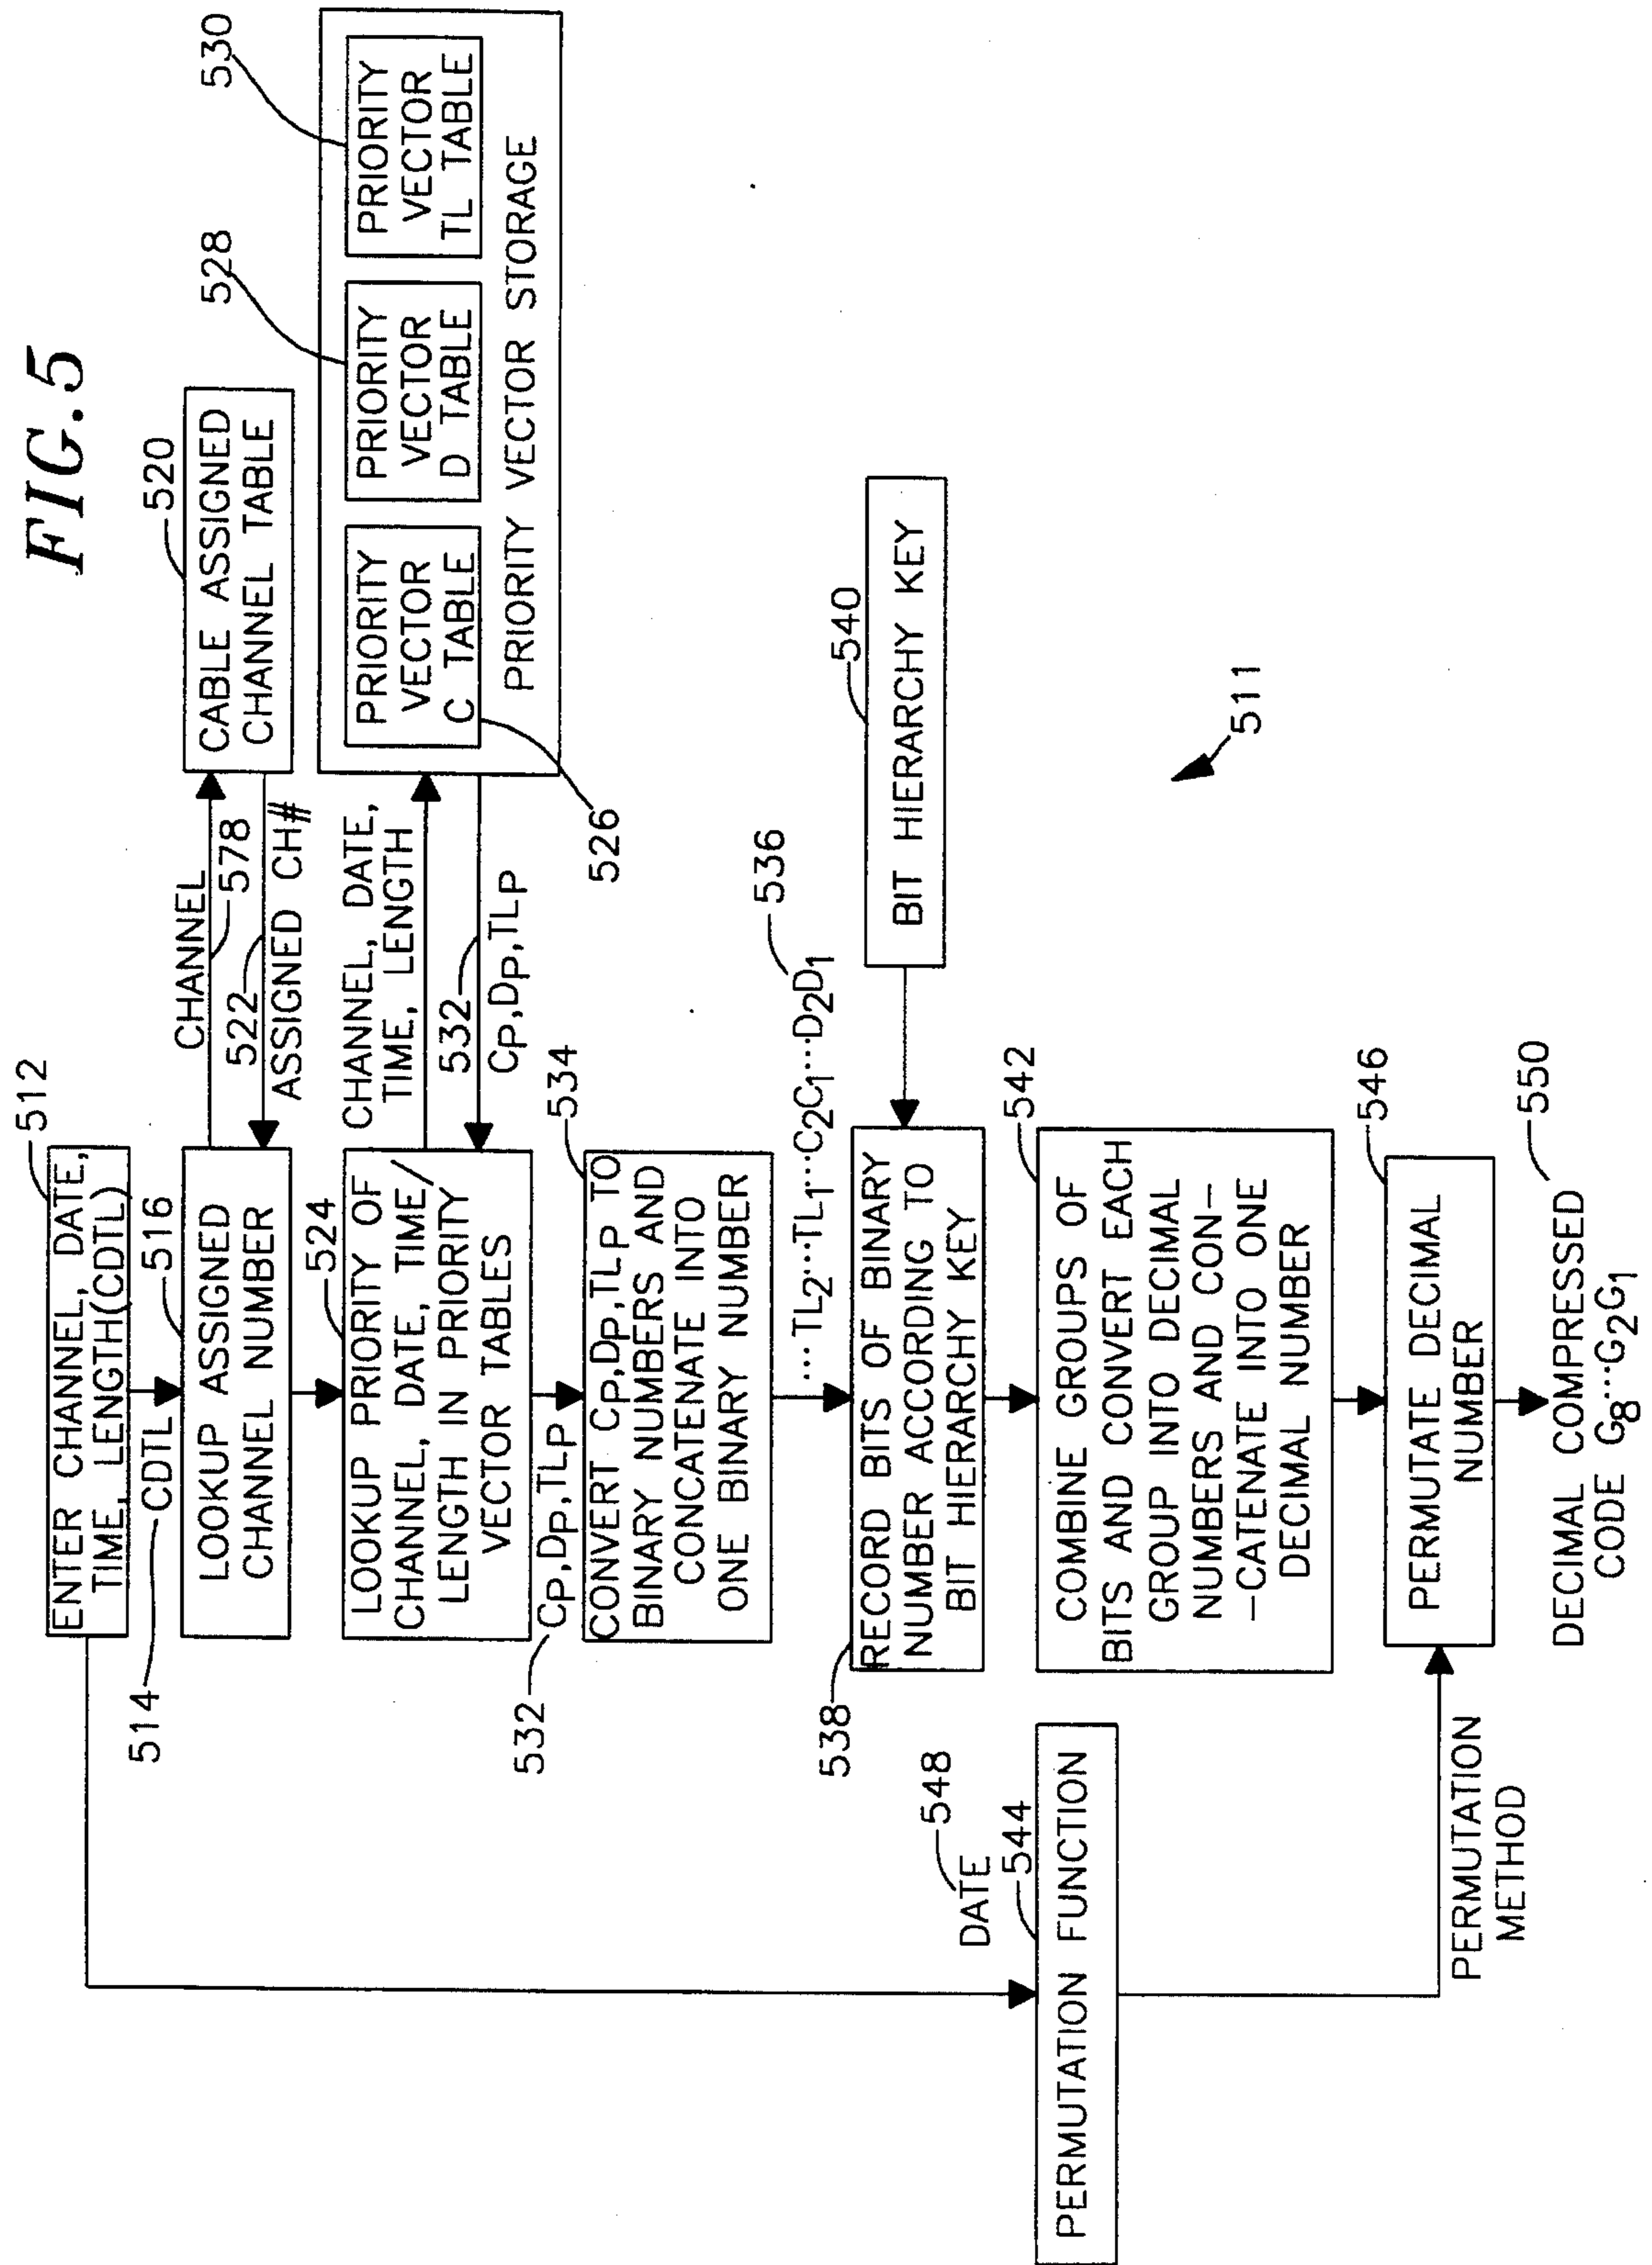 FIG.5
512
ENTER CHANNEL, DATE,
TIME, LENGTH(CDTL)
514
CDTL
516
LOOKUP ASSIGNED
CHANNEL NUMBER
CHANNEL
578
522
ASSIGNED CH#
520
CABLE ASSIGNED
CHANNEL TABLE
524
LOOKUP PRIORITY OF
CHANNEL, DATE, TIME/
LENGTH IN PRIORITY
VECTOR TABLES
CHANNEL, DATE,
TIME, LENGTH
532
CP,DP,TLP
526
PRIORITY
VECTOR
C TABLE
528
PRIORITY
VECTOR
D TABLE
530
PRIORITY
VECTOR
TL TABLE
PRIORITY VECTOR STORAGE
532
CP,DP,TLP
534
CONVERT CP,DP,TLP TO
BINARY NUMBERS AND
CONCATENATE INTO
ONE BINARY NUMBER
...TL2...TL1...C2C1...D2D1
536
538
RECORD BITS OF BINARY
NUMBER ACCORDING TO
BIT HIERARCHY KEY
540
BIT HIERARCHY KEY
542
COMBINE GROUPS OF
BITS AND CONVERT EACH
GROUP INTO DECIMAL
NUMBERS AND CON-
-CATENATE INTO ONE
DECIMAL NUMBER
548
DATE
544
PERMUTATION FUNCTION
PERMUTATION
METHOD
546
PERMUTATE DECIMAL
NUMBER
550
DECIMAL COMPRESSED
CODE G8...G2G1
511